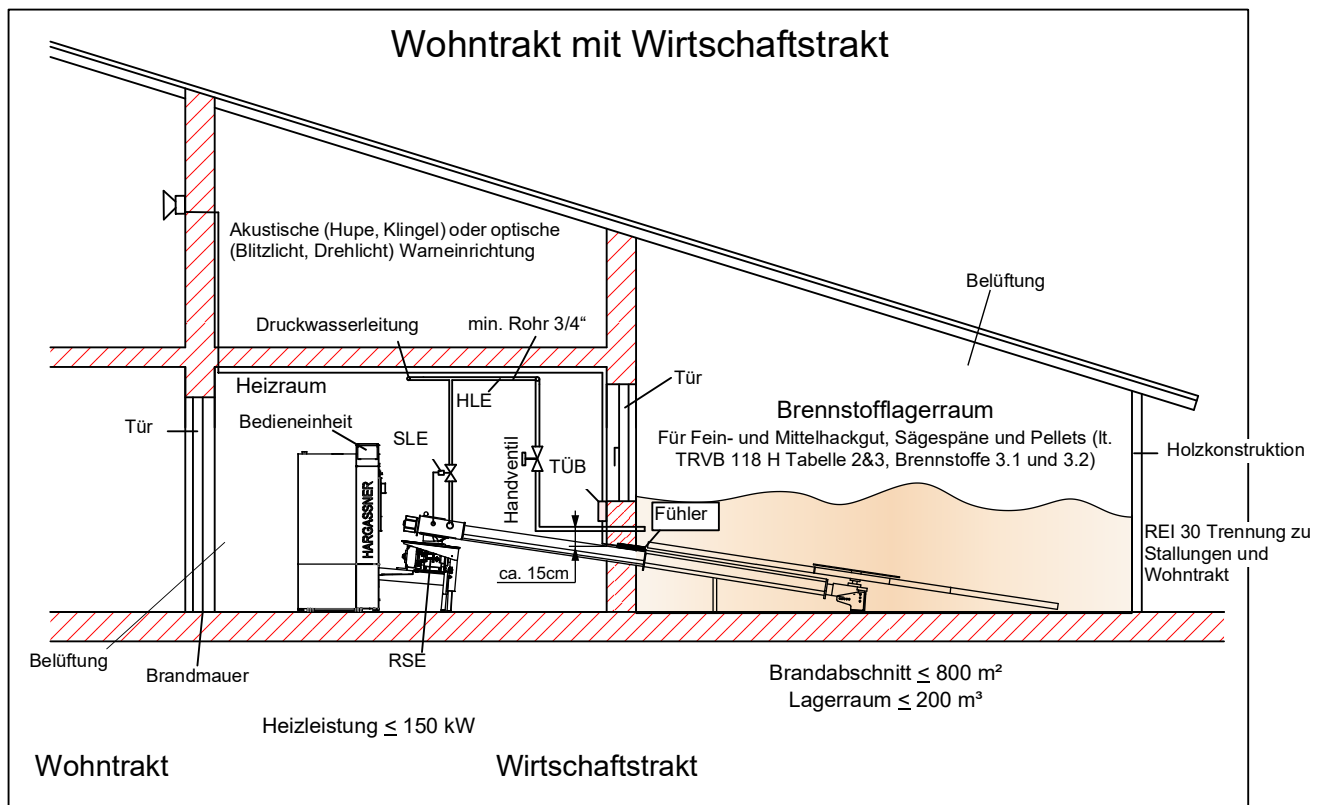 Wohntrakt mit Wirtschaftstrakt
Akustische (Hupe, Klingel) oder optische
(Blitzlicht, Drehlicht) Warneinrichtung
Belüftung
Druckwasserleitung
min. Rohr 3/4“
Heizraum
HLE
Tür
Bedieneinheit
Tür
SLE
Handventil
TÜB
Brennstofflagerraum
Für Fein- und Mittelhackgut, Sägespäne und Pellets (lt.
TRVB 118 H Tabelle 2&3, Brennstoffe 3.1 und 3.2)
Holzkonstruktion
HARGASSNER
Fühler
REI 30 Trennung zu
Stallungen und
Wohntrakt
ca. 15cm
Belüftung
Brandmauer
RSE
Brandabschnitt ≤ 800 m²
Lagerraum ≤ 200 m³
Heizleistung ≤ 150 kW
Wohntrakt
Wirtschaftstrakt